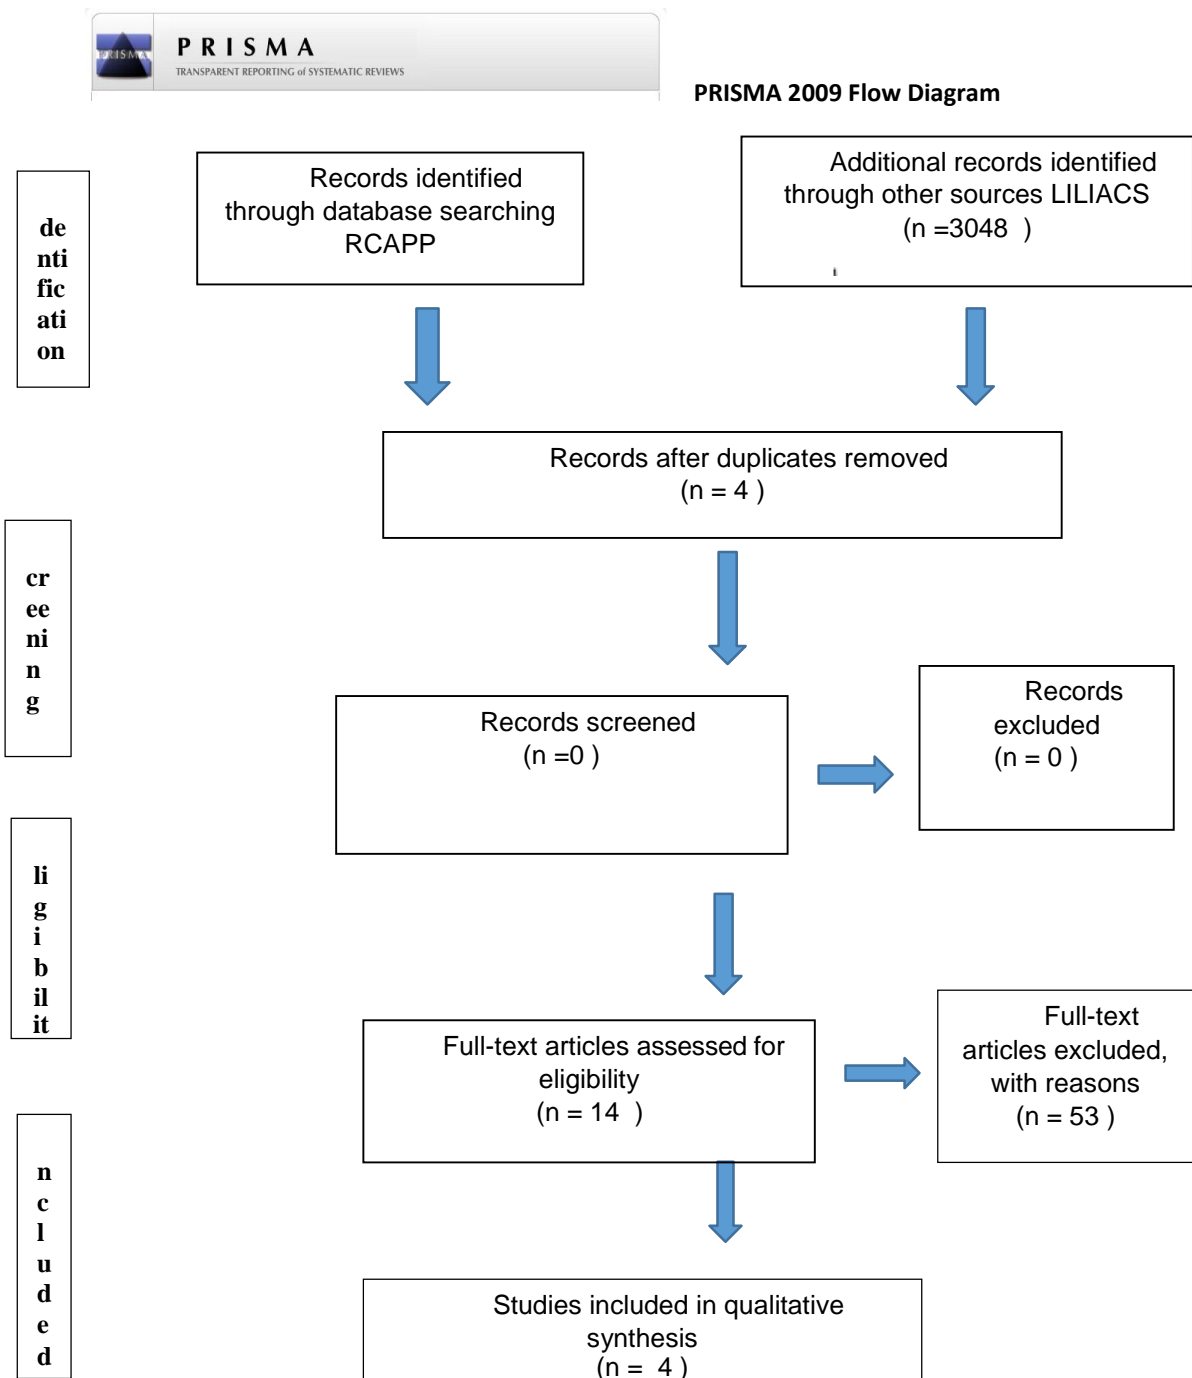 PRISMA
PRISMA
TRANSPARENT REPORTING of SYSTEMATIC REVIEWS
PRISMA 2009 Flow Diagram
de
nti
fic
ati
on
Records identified
through database searching
RCAPP
Additional records identified
through other sources LILIACS
(n =3048 )
Records after duplicates removed
(n = 4 )
cr
ee
ni
n
g
Records screened
(n =0 )
Records
excluded
(n = 0 )
li
g
i
b
il
it
Full-text articles assessed for
eligibility
(n = 14 )
Full-text
articles excluded,
with reasons
(n = 53 )
n
c
l
u
d
e
d
Studies included in qualitative
synthesis
(n = 4 )